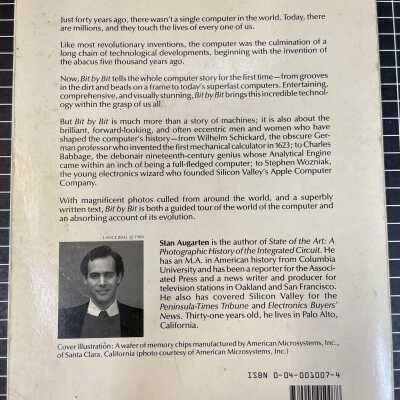 Just forty years ago, there wasn't a single computer in the world. Today, there
are millions, and they touch the lives of every one of us.
Like most revolutionary inventions, the computer was the culmination of a
long chain of technological developments, beginning with the invention of
the abacus five thousand years ago.
Now, Bit by Bit tells the whole computer story for the first time—from grooves
in the dirt and beads on a frame to today's superfast computers. Entertaining,
comprehensive, and visually-stunning, Bit by Bit brings this incredible technol-
ogy within the grasp of us all.
But Bit by Bit is much more than a story of machines; it is also about the
brilliant, forward-looking, and often eccentric men and women who have
shaped the computer's history—from Wilhelm Schickard, the obscure Ger-
man professor who invented the first mechanical calculator in 1623; to Charles
Babbage, the debonair nineteenth-century genius whose Analytical Engine
came within an inch of being a full-fledged computer; to Stephen Wozniak,
the young electronics wizard who founded Silicon Valley's Apple Computer
Company.
With magnificent photos culled from around the world, and a superbly
written text, Bit by Bit is both a guided tour of the world of the computer and
an absorbing account of its evolution.
Stan Augarten is the author of State of the Art: A
Photographic History of the Integrated Circuit. He
has an M.A. in American history from Columbia
University and has been a reporter for the Associ-
ated Press and a news writer and producer for
television stations in Oakland and San Francisco.
He also has covered Silicon Valley for the
Peninsula-Times Tribune and Electronics Buyers'
News. Thirty-one years old, he lives in Palo Alto,
California.
Cover illustration: A wafer of memory chips manufactured by American Microsystems, Inc.,
of Santa Clara, California (photo courtesy of American Microsystems, Inc.)
ISBN 0-04-001007-4